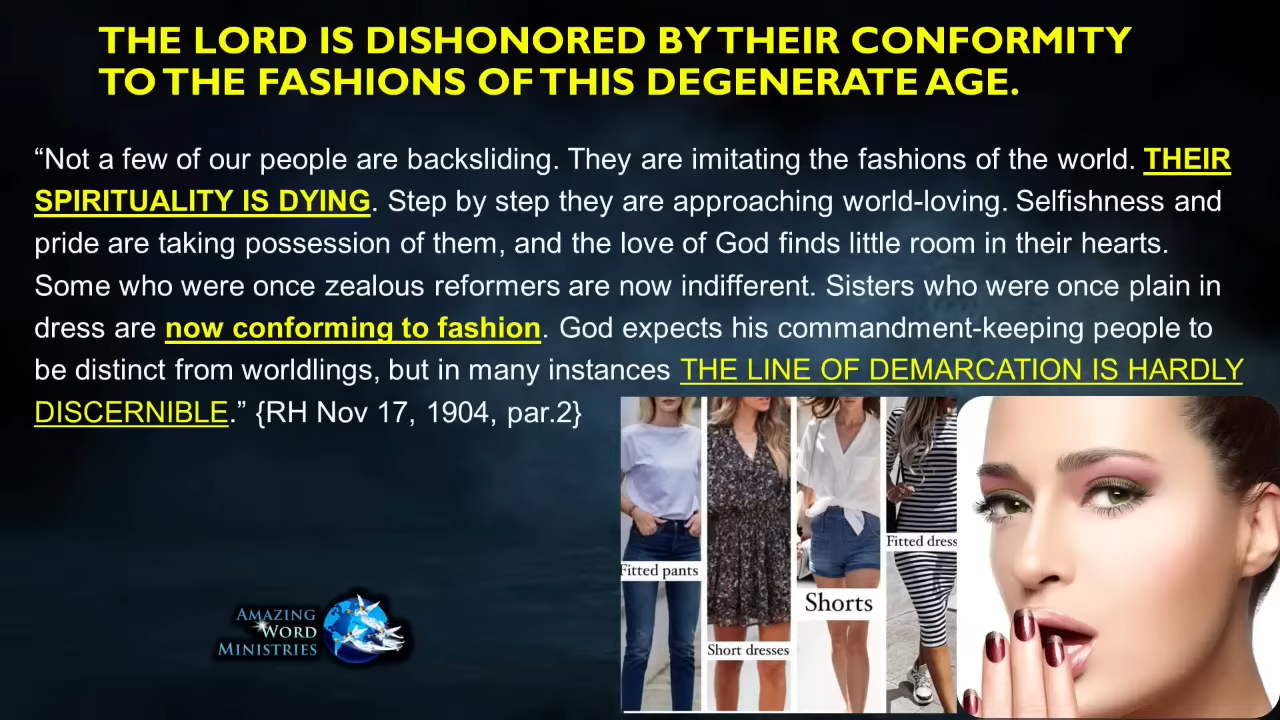 THE LORD IS DISHONORED BY THEIR CONFORMITY
TO THE FASHIONS OF THIS DEGENERATE AGE.
“Not a few of our people are backsliding. They are imitating the fashions of the world. THEIR
SPIRITUALITY IS DYING. Step by step they are approaching world-loving. Selfishness and
pride are taking possession of them, and the love of God finds little room in their hearts.
Some who were once zealous reformers are now indifferent. Sisters who were once plain in
dress are now conforming to fashion. God expects his commandment-keeping people to
be distinct from worldlings, but in many instances THE LINE OF DEMARCATION IS HARDLY
DISCERNIBLE.” {RH Nov 17, 1904, par.2}
Fitted pants
Short dresses
Shorts
Fitted dress
AMAZING
WORD
MINISTRIES